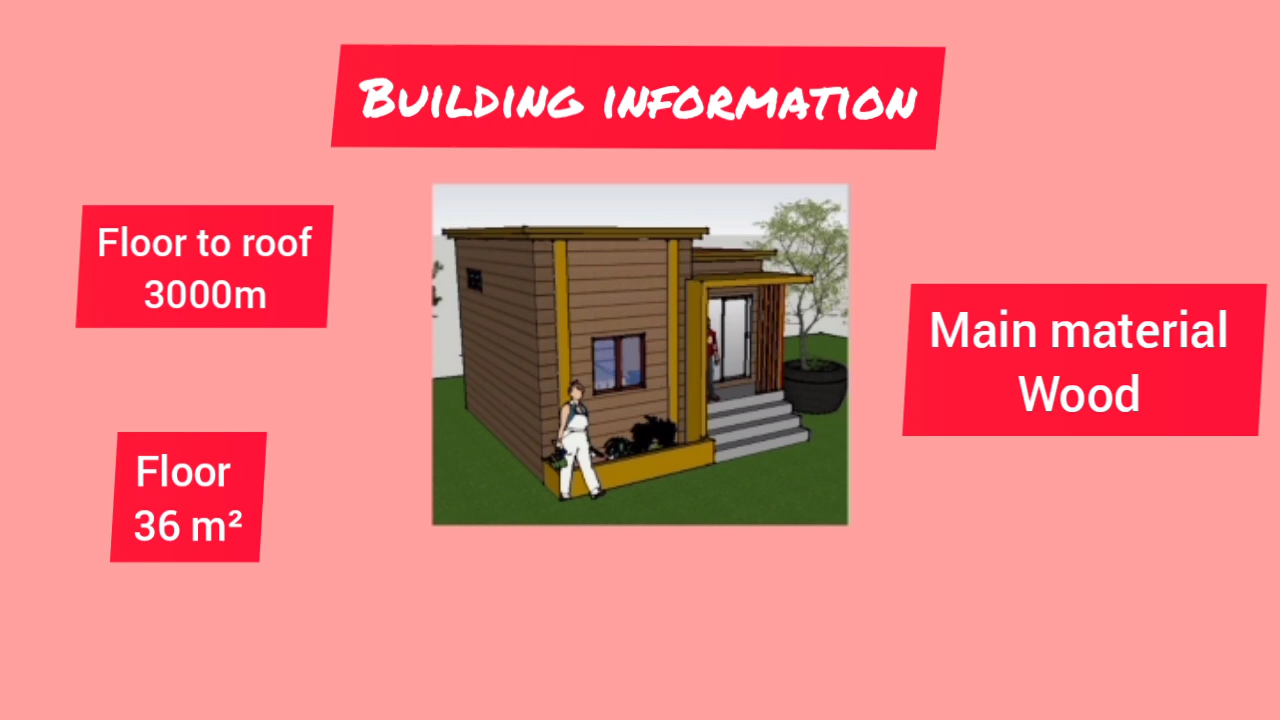 Building information
Floor to roof
3000m
Main material
Wood
Floor
36 m²